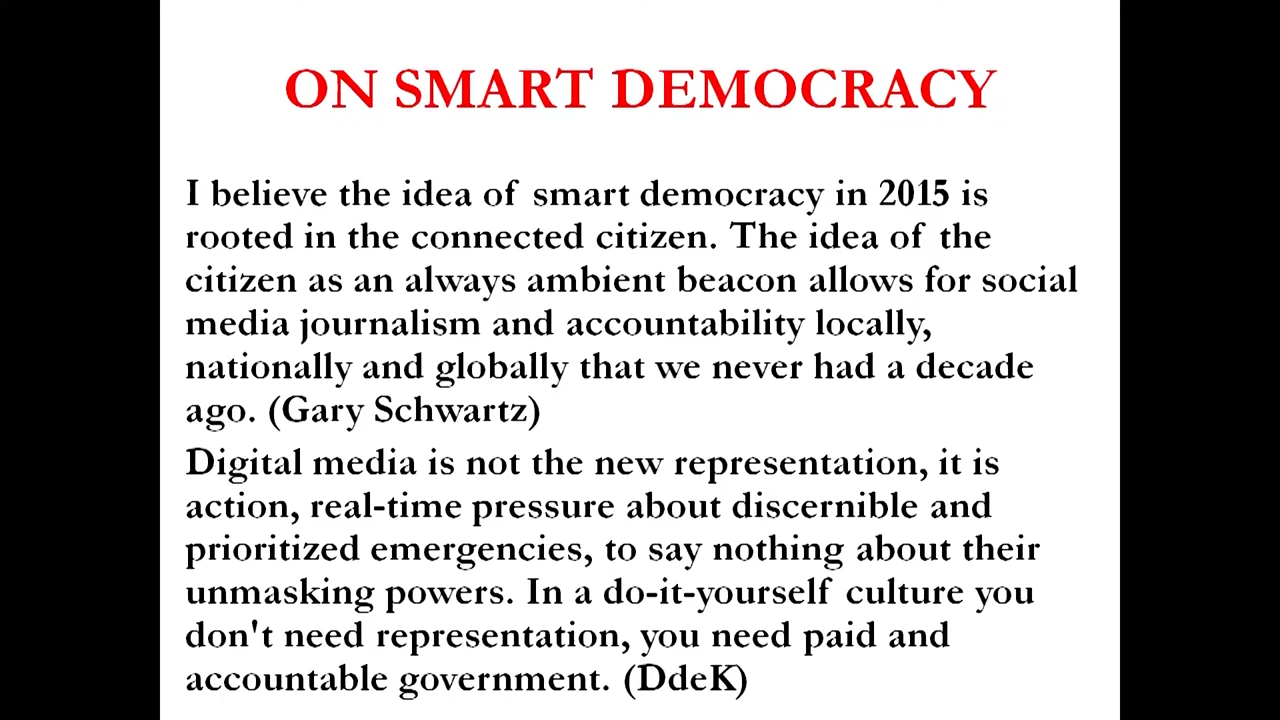 ON SMART DEMOCRACY
I believe the idea of smart democracy in 2015 is
rooted in the connected citizen. The idea of the
citizen as an always ambient beacon allows for social
media journalism and accountability locally,
nationally and globally that we never had a decade
ago. (Gary Schwartz)
Digital media is not the new representation, it is
action, real-time pressure about discernible and
prioritized emergencies, to say nothing about their
unmasking powers. In a do-it-yourself culture you
don't need representation, you need paid and
accountable government. (DdeK)